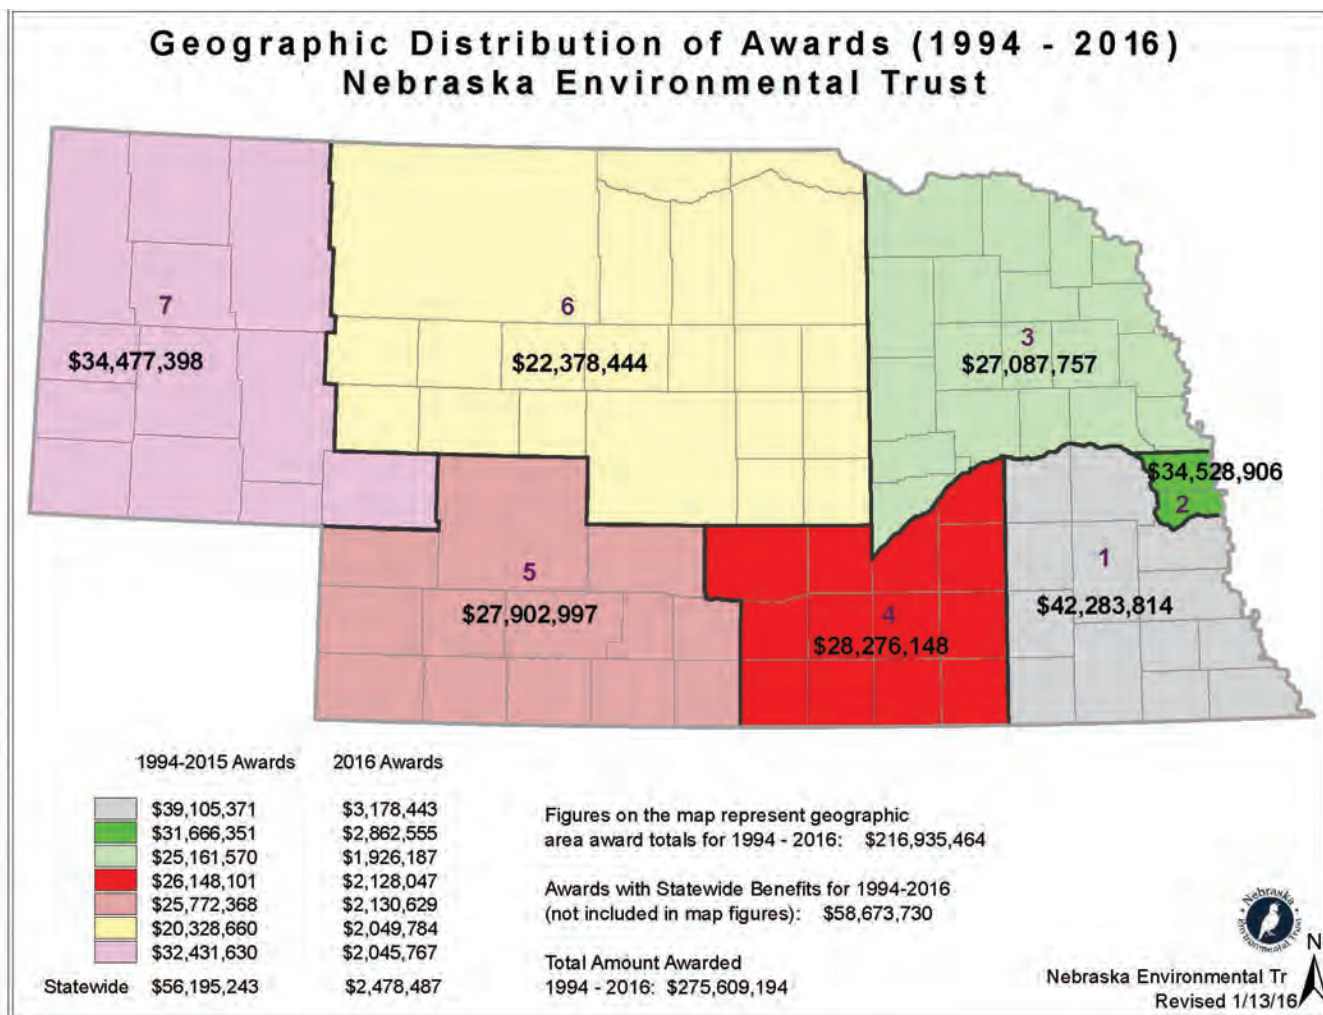 Geographic Distribution of Awards (1994 - 2016)
Nebraska Environmental Trust
7
$34,477,398
6
$22,378,444
3
$27,087,757
$34,528,906
2
1
$42,283,814
5
$27,902,997
4
$28,276,148
1994-2015 Awards 2016 Awards
$39,105,371 $3,178,443
$31,666,351 $2,862,555
$25,161,570 $1,926,187
$26,148,101 $2,128,047
$25,772,368 $2,130,629
$20,328,660 $2,049,784
$32,431,630 $2,045,767
Statewide $56,195,243 $2,478,487
Figures on the map represent geographic
area award totals for 1994 - 2016: $216,935,464
Awards with Statewide Benefits for 1994-2016
(not included in map figures): $58,673,730
Total Amount Awarded
1994 - 2016: $275,609,194
Nebraska
Environmental Trust
N
Nebraska Environmental Tr
Revised 1/13/16